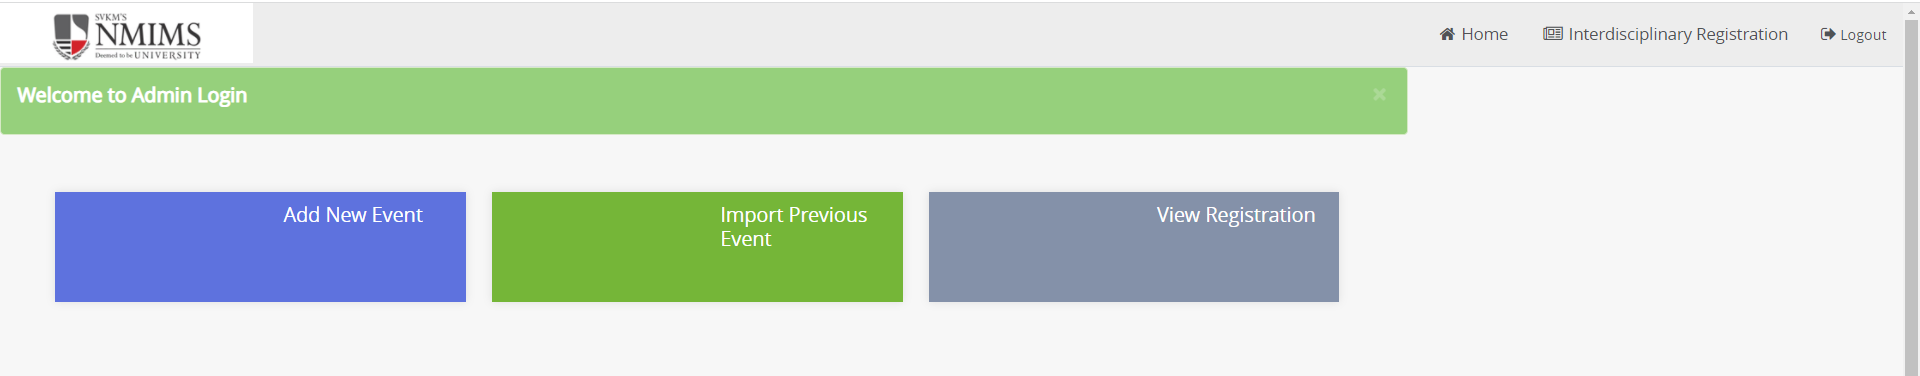 SVKM'S
NMIMS
Deemed to be UNIVERSITY
Home
Interdisciplinary Registration
Logout
Welcome to Admin Login
×
Add New Event
Import Previous
Event
View Registration